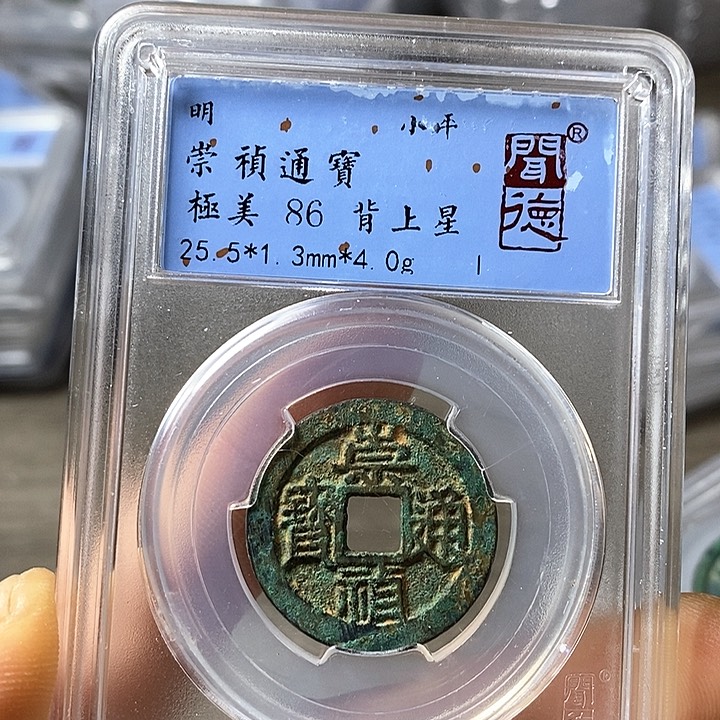 明 小平
崇禎通寶
極美 86 背上星
25.5*1.3mm*4.0g
聞德®
崇禎通寶
聞